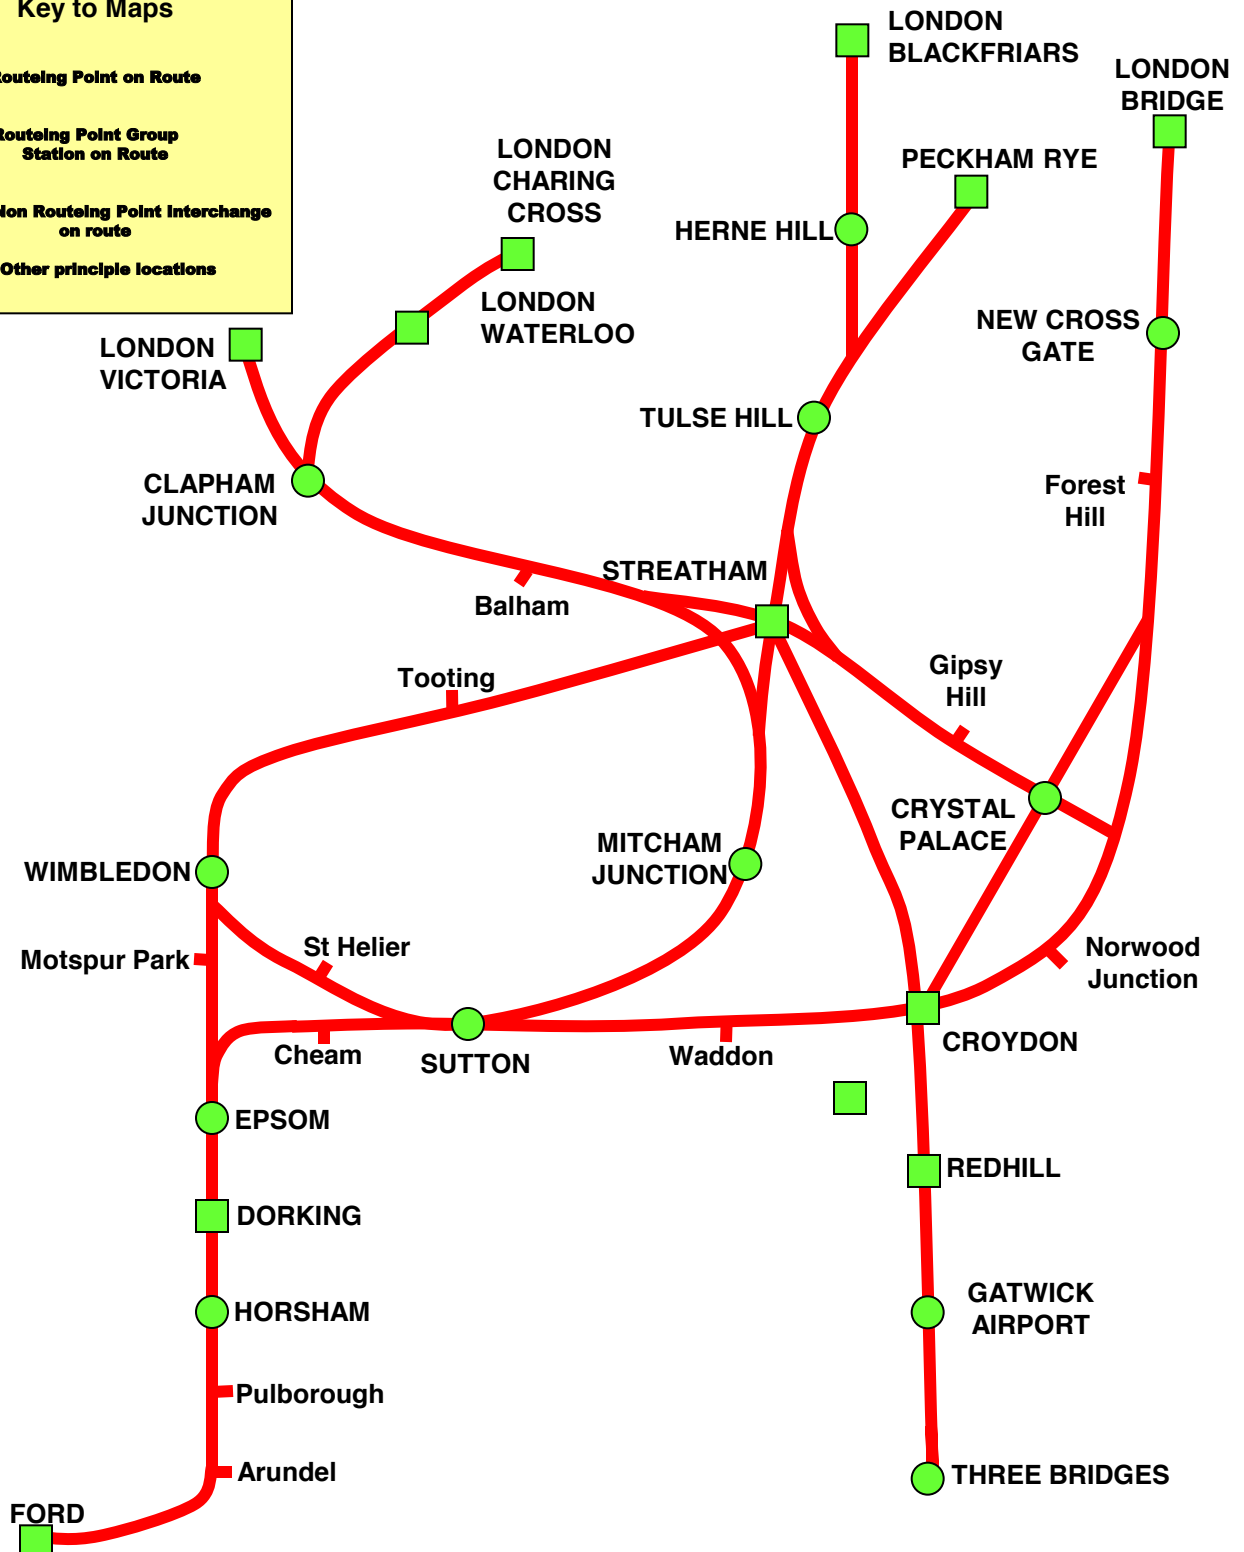 Key to Maps
Routeing Point on Route
Routeing Point Group
Station on Route
Non Routeing Point Interchange
on route
Other principle locations
LONDON
BLACKFRIARS
LONDON
BRIDGE
LONDON
CHARING
CROSS
PECKHAM RYE
HERNE HILL
LONDON
WATERLOO
NEW CROSS
GATE
LONDON
VICTORIA
TULSE HILL
CLAPHAM
JUNCTION
Forest
Hill
STREATHAM
Balham
Gipsy
Hill
Tooting
CRYSTAL
PALACE
MITCHAM
JUNCTION
WIMBLEDON
St Helier
Motspur Park
Norwood
Junction
Cheam
SUTTON
Waddon
CROYDON
EPSOM
REDHILL
DORKING
HORSHAM
GATWICK
AIRPORT
Pulborough
Arundel
THREE BRIDGES
FORD